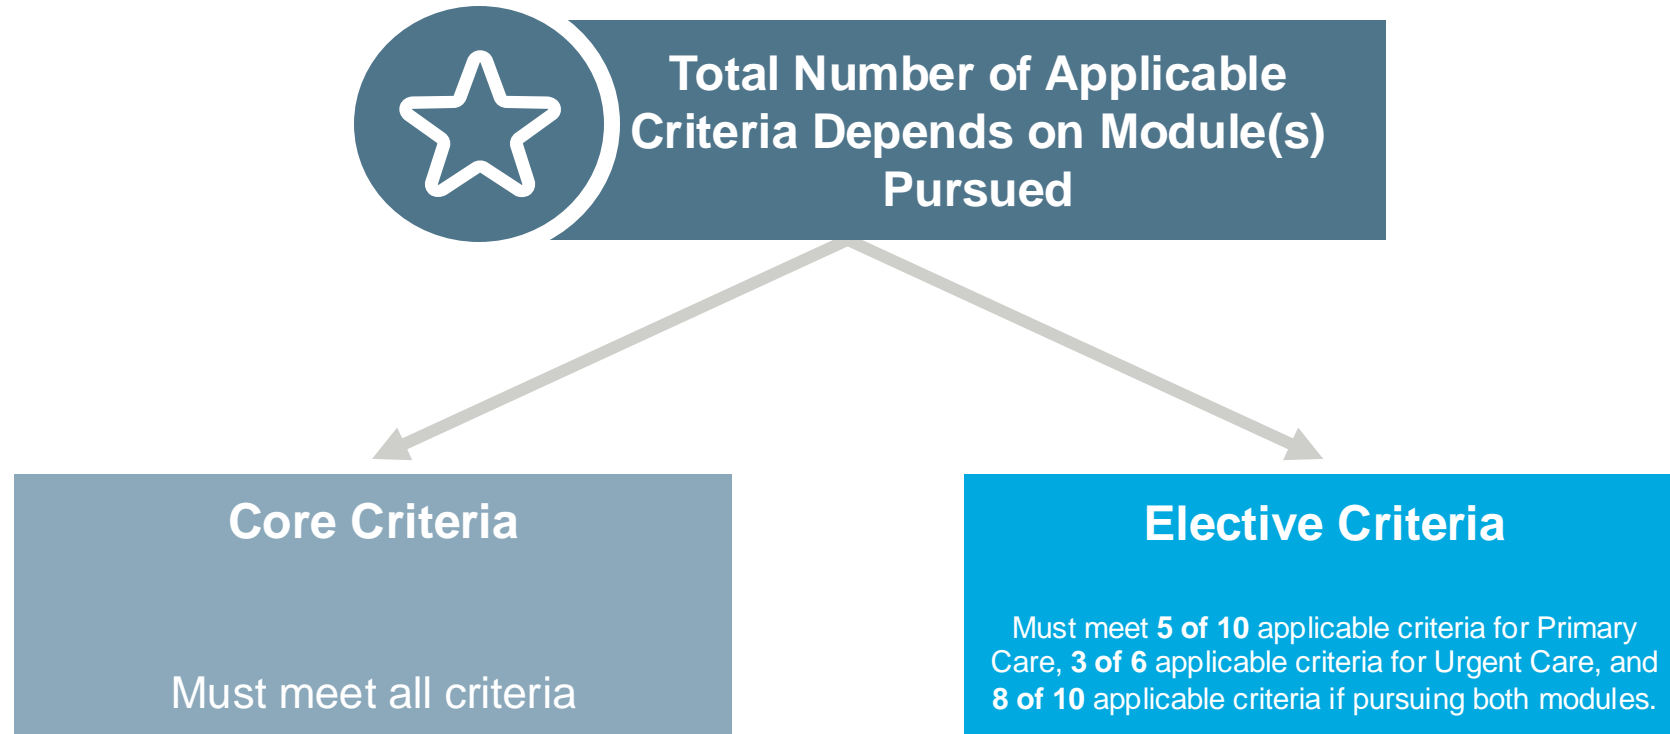 Total Number of Applicable
Criteria Depends on Module(s)
Pursued
Core Criteria
Must meet all criteria
Elective Criteria
Must meet 5 of 10 applicable criteria for Primary
Care, 3 of 6 applicable criteria for Urgent Care, and
8 of 10 applicable criteria if pursuing both modules.